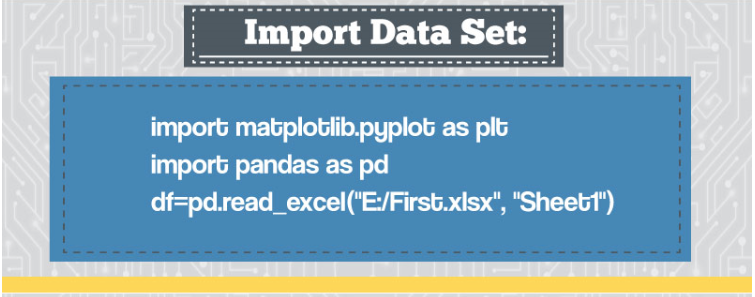 Import Data Set:
import matplotlib.pyplot as plt
import pandas as pd
df=pd.read_excel("E:/First.xlsx", "Sheet1")